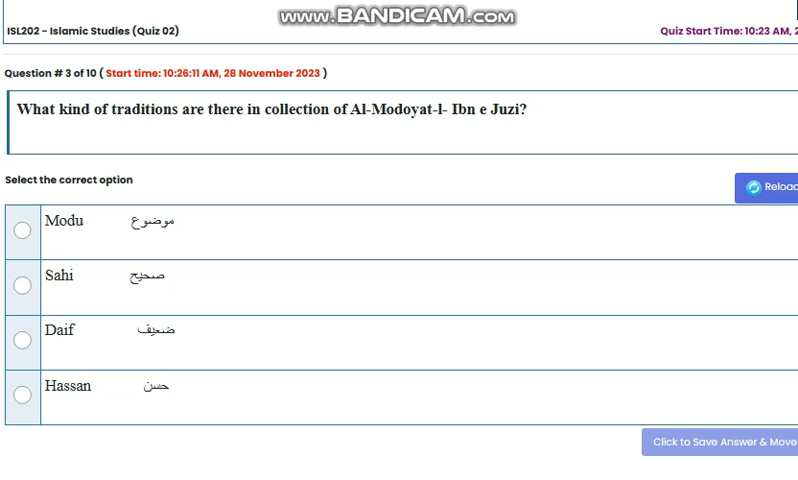 www.BANDICAM.com
ISL202 - Islamic Studies (Quiz 02)
Quiz Start Time: 10:23 AM, 2
Question # 3 of 10 ( Start time: 10:26:11 AM, 28 November 2023 )
What kind of traditions are there in collection of Al-Modoyat-l- Ibn e Juzi?
Select the correct option
Reload
Modu موضوع
Sahi صحيح
Daif ضعيف
Hassan حسن
Click to Save Answer & Move